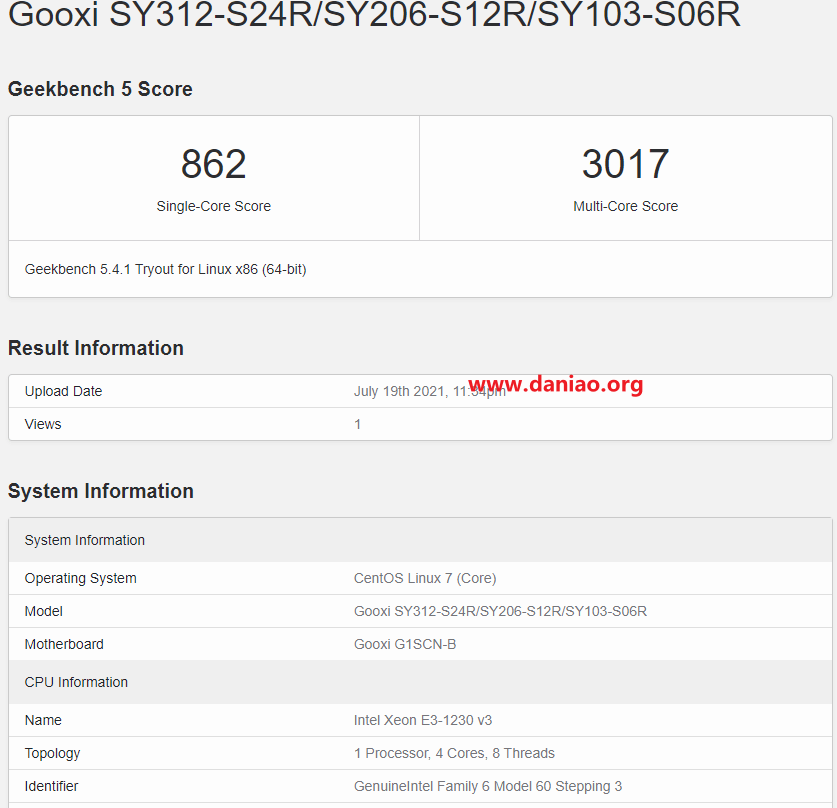 Gooxi SY312-S24R/SY206-S12R/SY103-S06R
Geekbench 5 Score
862
3017
Single-Core Score
Multi-Core Score
Geekbench 5.4.1 Tryout for Linux x86 (64-bit)
Result Information
Upload Date July 19th 2021,
www.daniao.org
Views 1
System Information
System Information
Operating System CentOS Linux 7 (Core)
Model Gooxi SY312-S24R/SY206-S12R/SY103-S06R
Motherboard Gooxi G1SCN-B
CPU Information
Name Intel Xeon E3-1230 v3
Topology 1 Processor, 4 Cores, 8 Threads
Identifier GenuineIntel Family 6 Model 60 Stepping 3